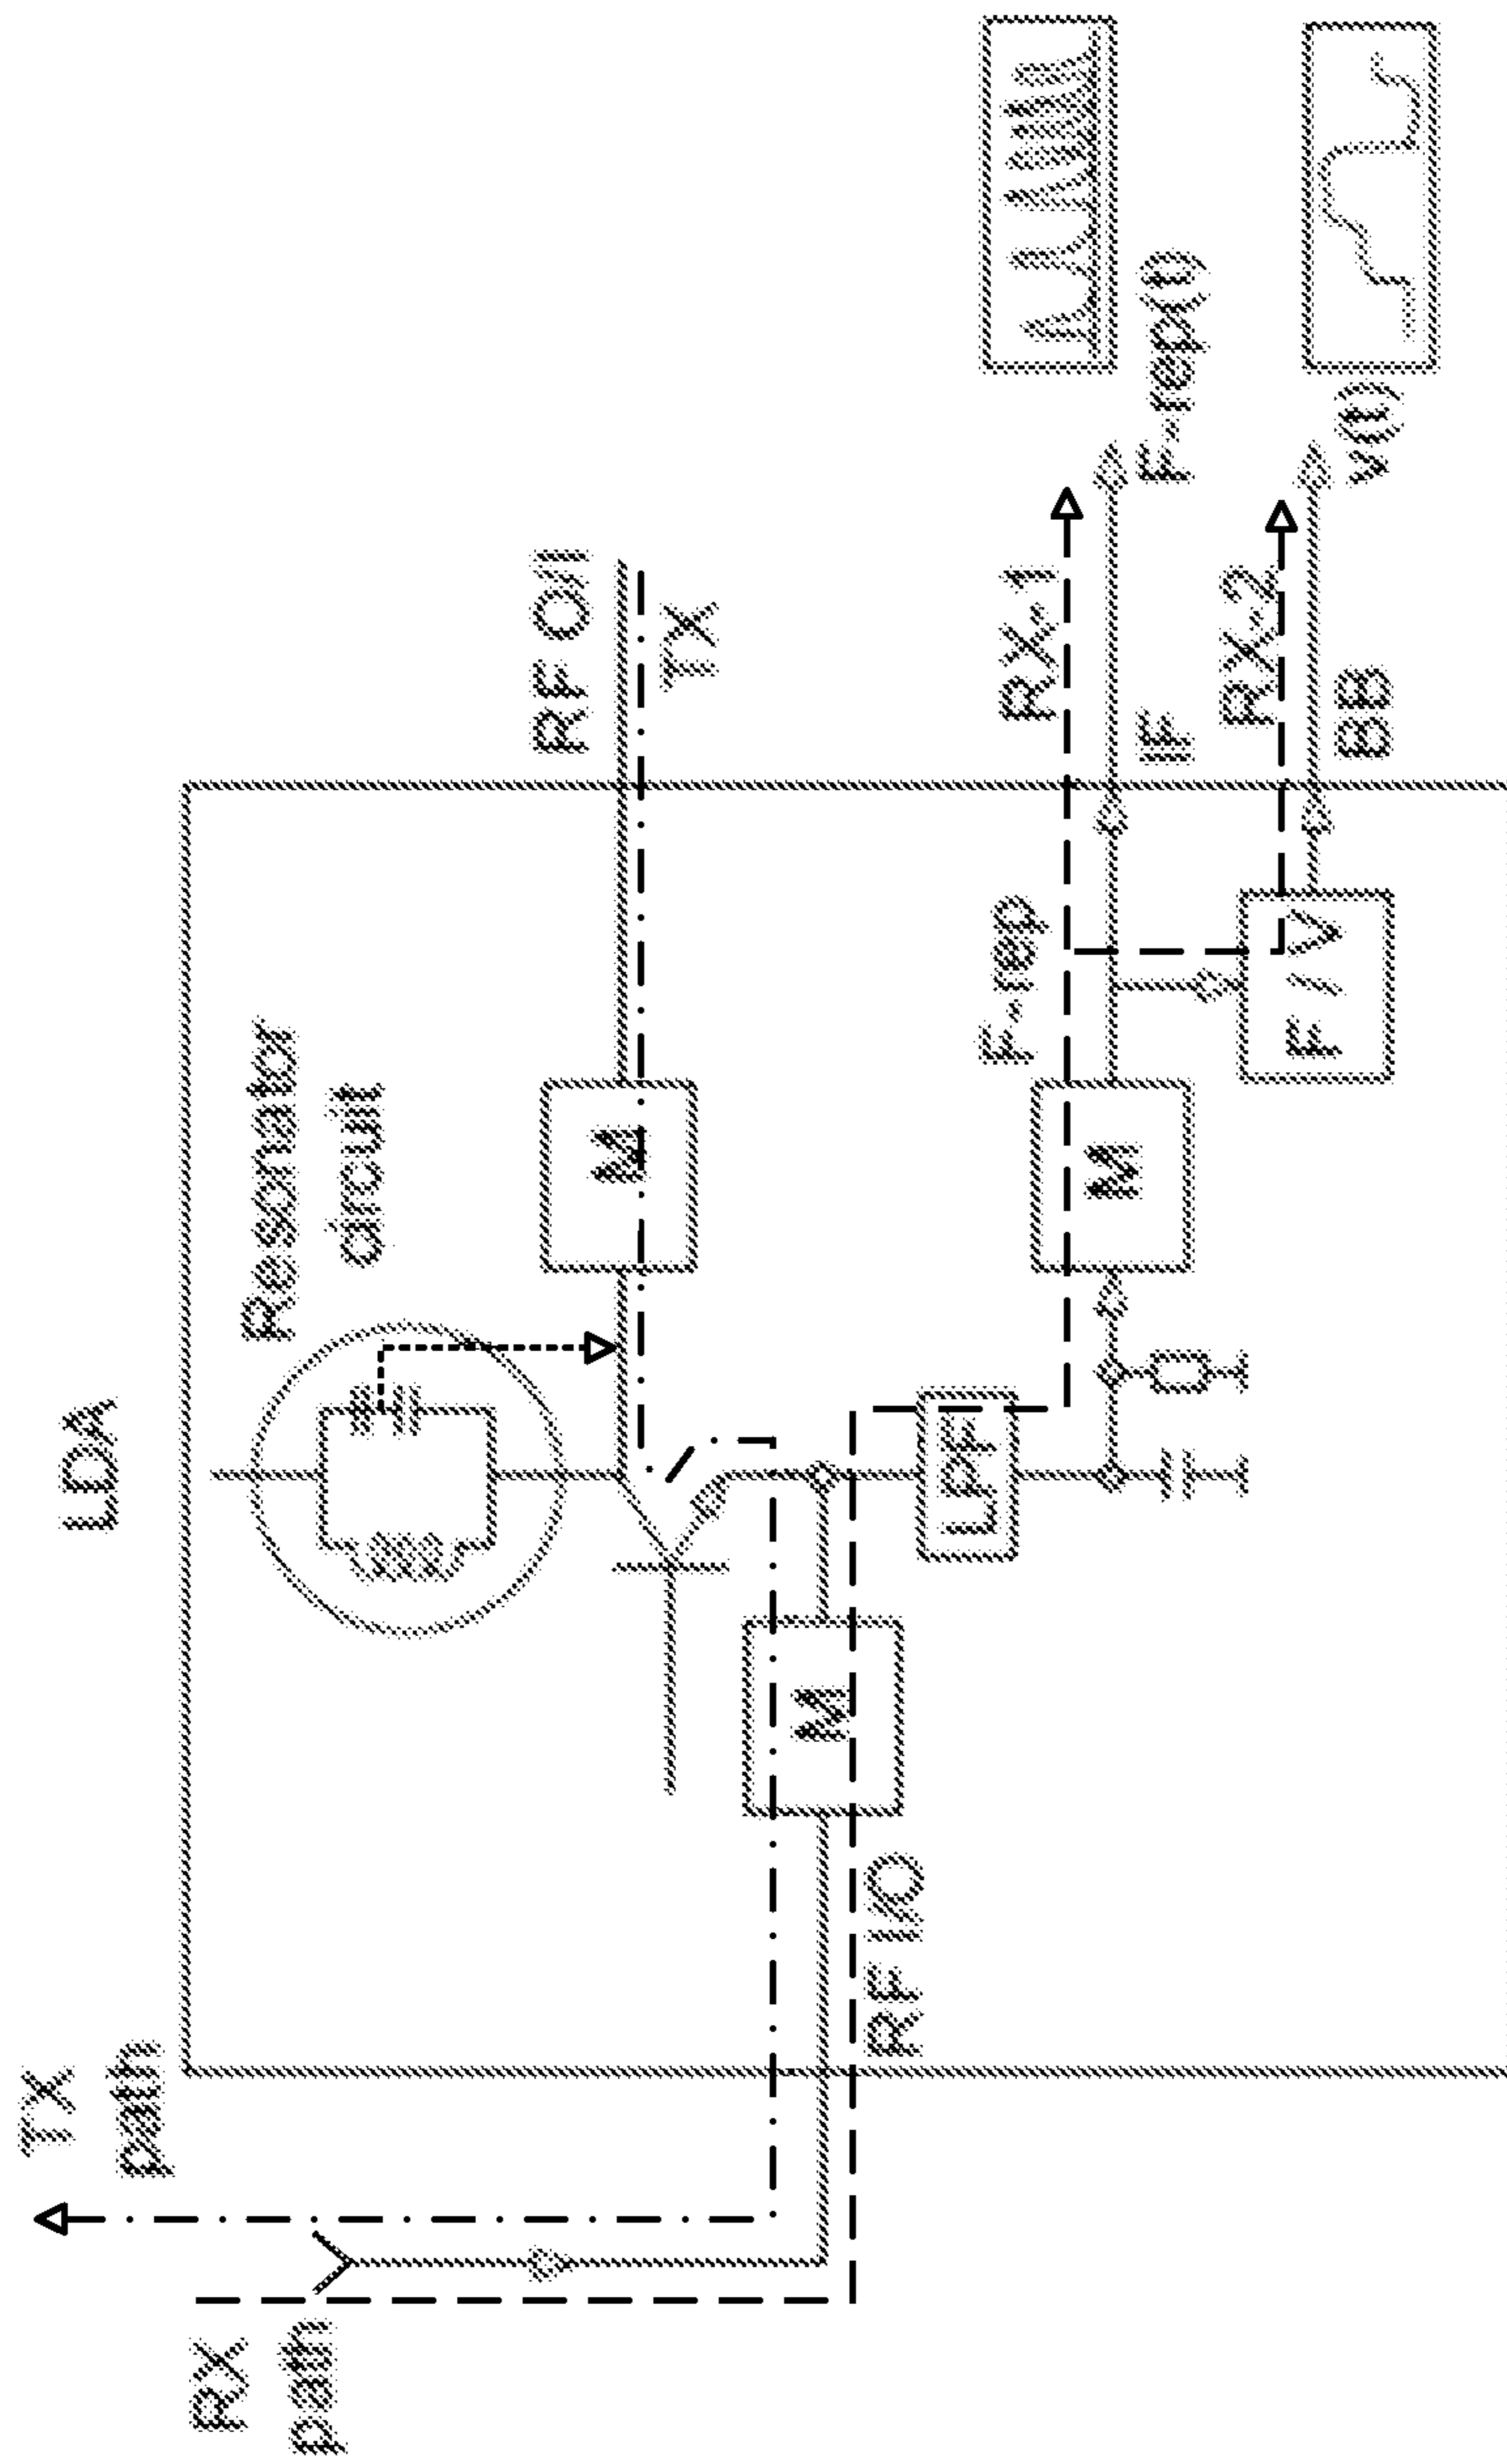 LDA
Resonator
circuit
TX
path
RX
path
RF O/I
TX
M
M
RF I/O
LPF
M
F-rep
F / V
RX-1
IF
F-rep(t)
RX-2
BB
v(t)